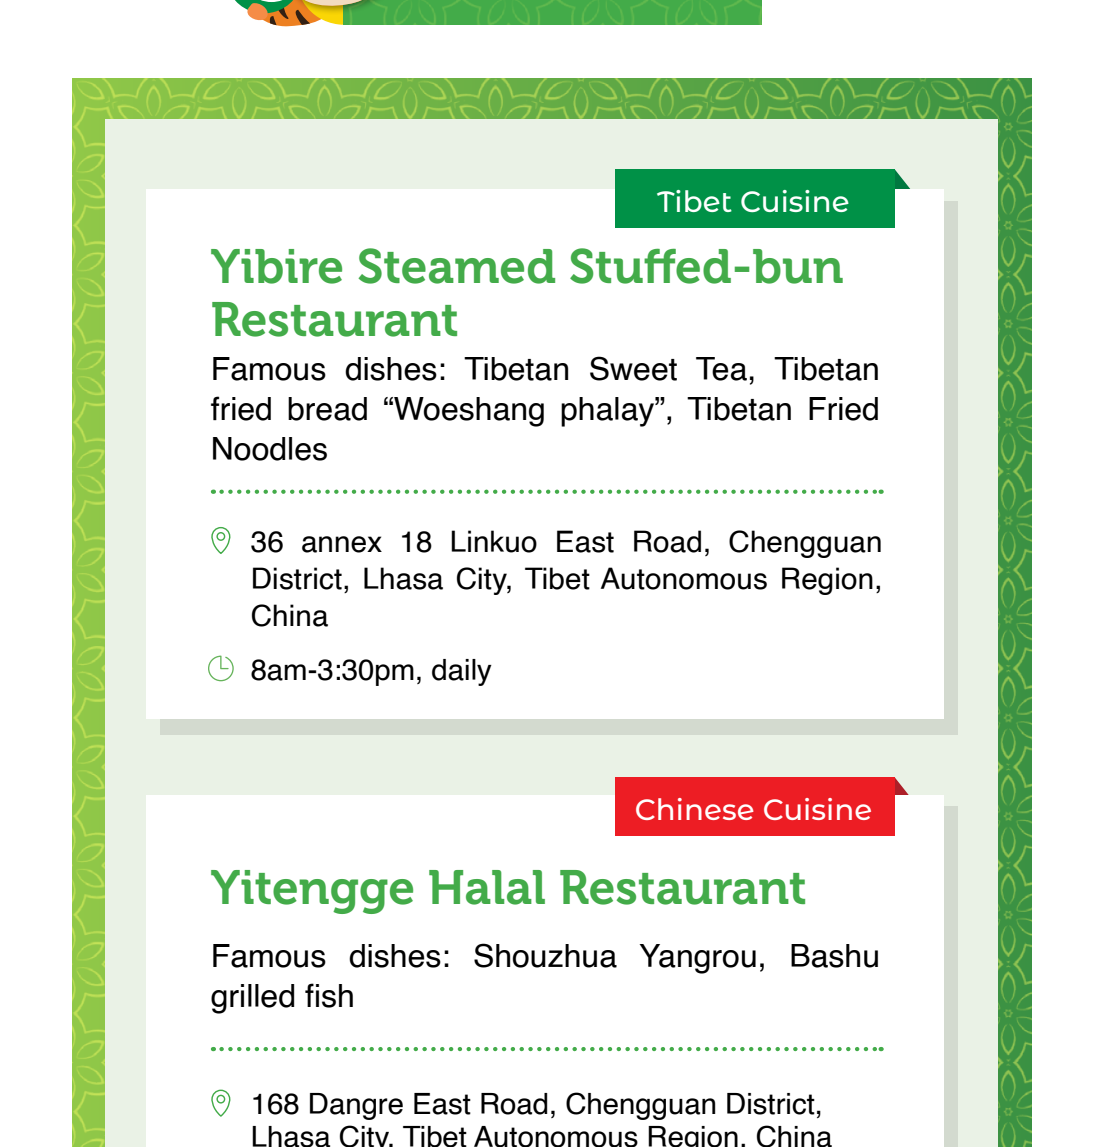 Tibet Cuisine
Yibire Steamed Stuffed-bun
Restaurant
Famous dishes: Tibetan Sweet Tea, Tibetan
fried bread “Woeshang phalay”, Tibetan Fried
Noodles
36 annex 18 Linkuo East Road, Chengguan
District, Lhasa City, Tibet Autonomous Region,
China
8am-3:30pm, daily
Chinese Cuisine
Yitengge Halal Restaurant
Famous dishes: Shouzhua Yangrou, Bashu
grilled fish
168 Dangre East Road, Chengguan District,
Lhasa City, Tibet Autonomous Region, China